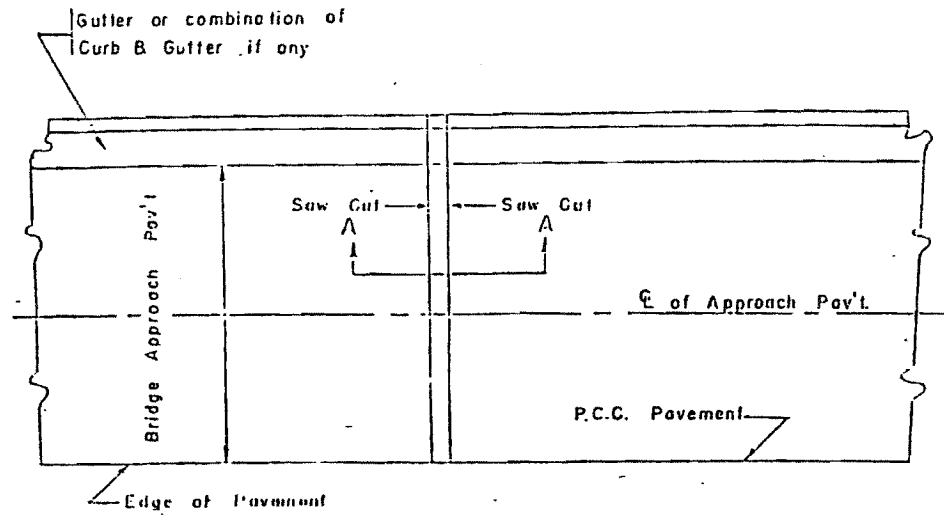 Gutter or combination of
Curb & Gutter if any
Saw Cut
Saw Cut
A
A
Bridge Approach Pav't
℄ of Approach Pav't.
P.C.C. Pavement
Edge of Pavement